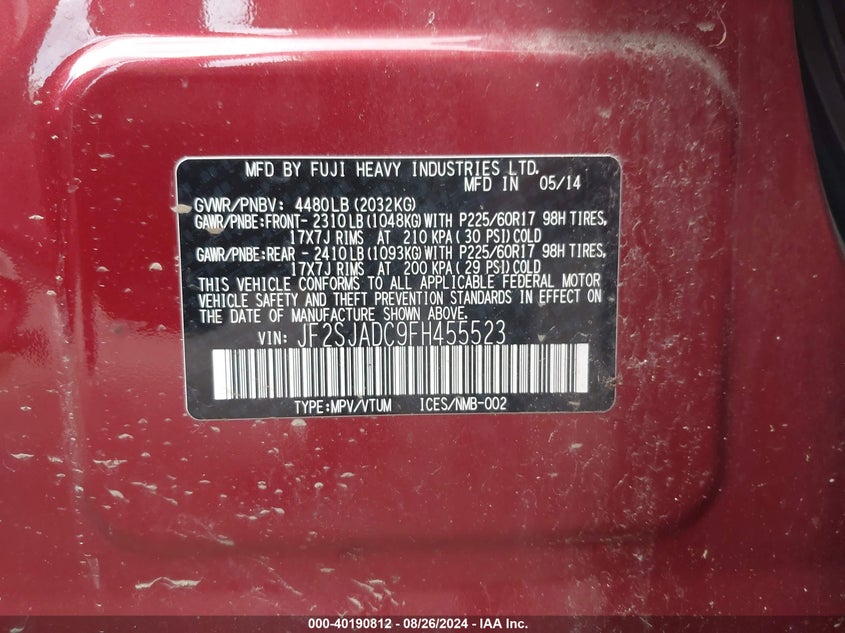 MFD BY FUJI HEAVY INDUSTRIES LTD.
MFD IN 05/14
GVWR/PNBV: 4480LB(2032KG)
GAWR/PNBE:FRONT- 2310LB(1048KG)WITH P225/60R17 98H TIRES,
17X7J RIMS AT 210 KPA( 30 PSI)COLD
GAWR/PNBE:REAR - 2410LB(1093KG)WITH P225/60R17 98H TIRES,
17X7J RIMS AT 200 KPA( 29 PSI)COLD
THIS VEHICLE CONFORMS TO ALL APPLICABLE FEDERAL MOTOR
VEHICLE SAFETY AND THEFT PREVENTION STANDARDS IN EFFECT ON
THE DATE OF MANUFACTURE SHOWN ABOVE.
VIN: JF2SJADC9FH455523
TYPE:MPV/VTUM ICES/NMB-002
000-40190812 - 08/26/2024 - IAA Inc.